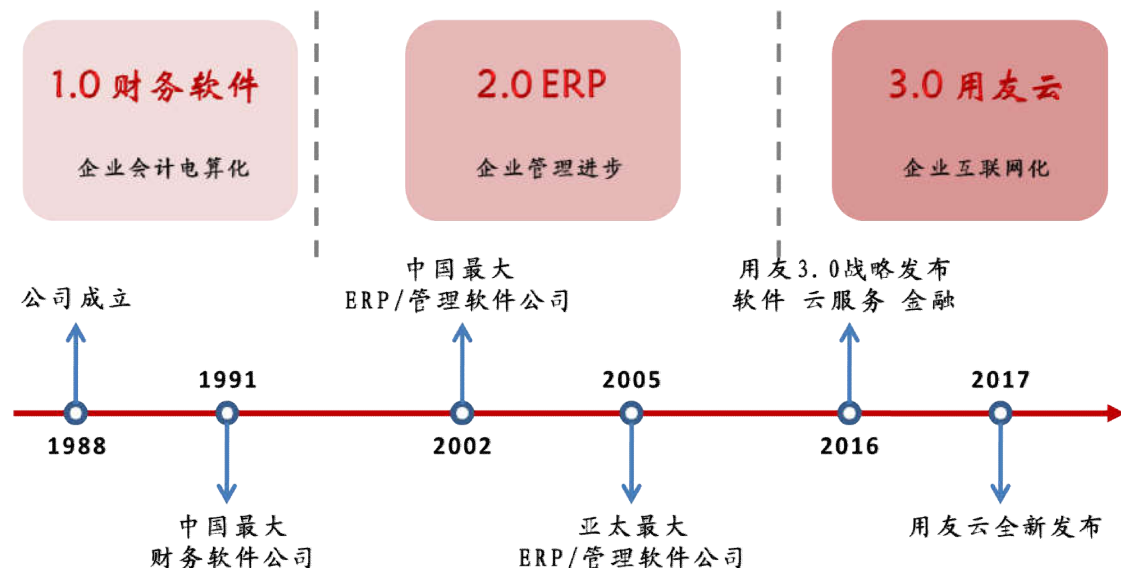 1.0 财务软件
企业会计电算化
2.0 ERP
企业管理进步
3.0 用友云
企业互联网化
公司成立
中国最大
ERP/管理软件公司
用友3.0战略发布
软件 云服务 金融
1991
2005
2017
1988
2002
2016
中国最大
财务软件公司
亚太最大
ERP/管理软件公司
用友云全新发布